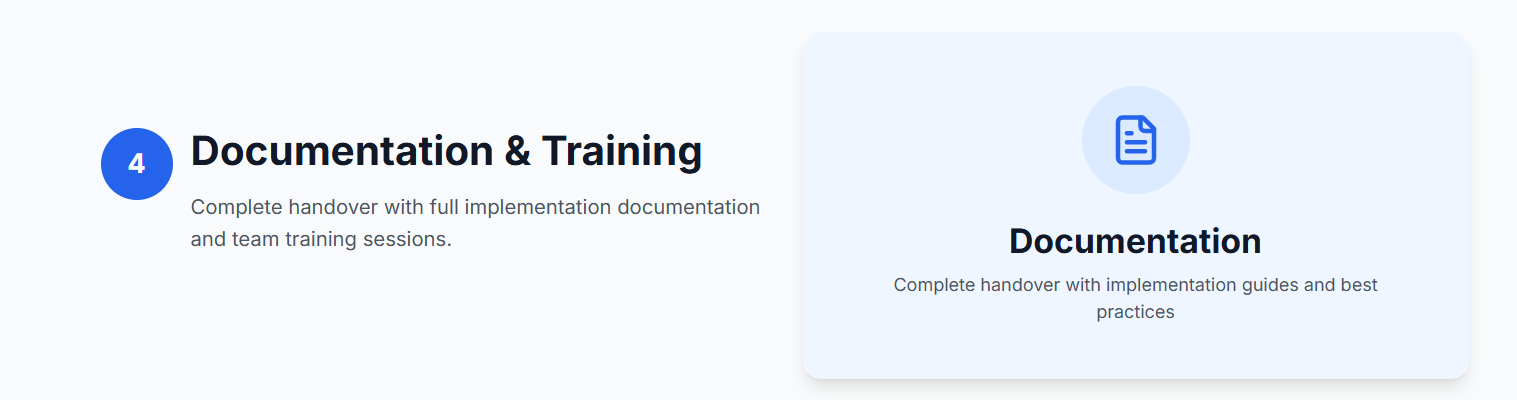 4
Documentation & Training
Complete handover with full implementation documentation
and team training sessions.
Documentation
Complete handover with implementation guides and best
practices